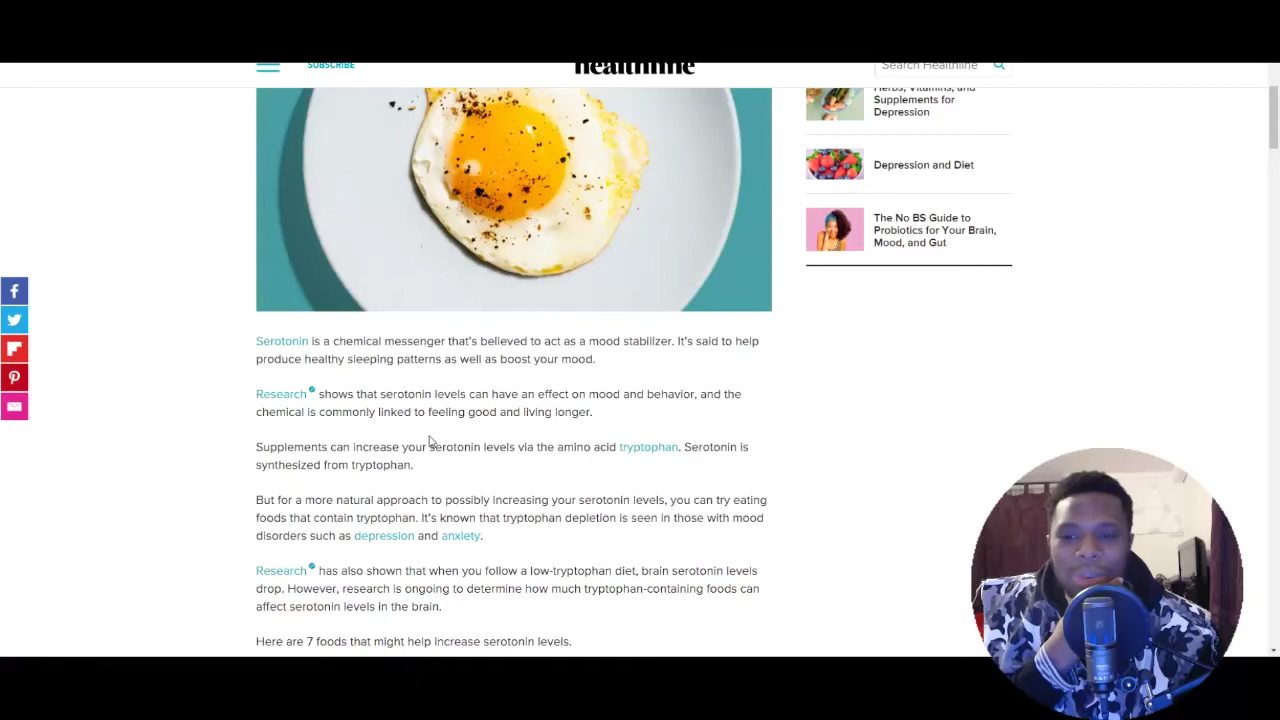 SUBSCRIBE
healthline
Search Healthline
Herbs, Vitamins, and
Supplements for
Depression
Depression and Diet
The No BS Guide to
Probiotics for Your Brain,
Mood, and Gut
Serotonin is a chemical messenger that's believed to act as a mood stabilizer. It's said to help
produce healthy sleeping patterns as well as boost your mood.
Research shows that serotonin levels can have an effect on mood and behavior, and the
chemical is commonly linked to feeling good and living longer.
Supplements can increase your serotonin levels via the amino acid tryptophan. Serotonin is
synthesized from tryptophan.
But for a more natural approach to possibly increasing your serotonin levels, you can try eating
foods that contain tryptophan. It's known that tryptophan depletion is seen in those with mood
disorders such as depression and anxiety.
Research has also shown that when you follow a low-tryptophan diet, brain serotonin levels
drop. However, research is ongoing to determine how much tryptophan-containing foods can
affect serotonin levels in the brain.
Here are 7 foods that might help increase serotonin levels.